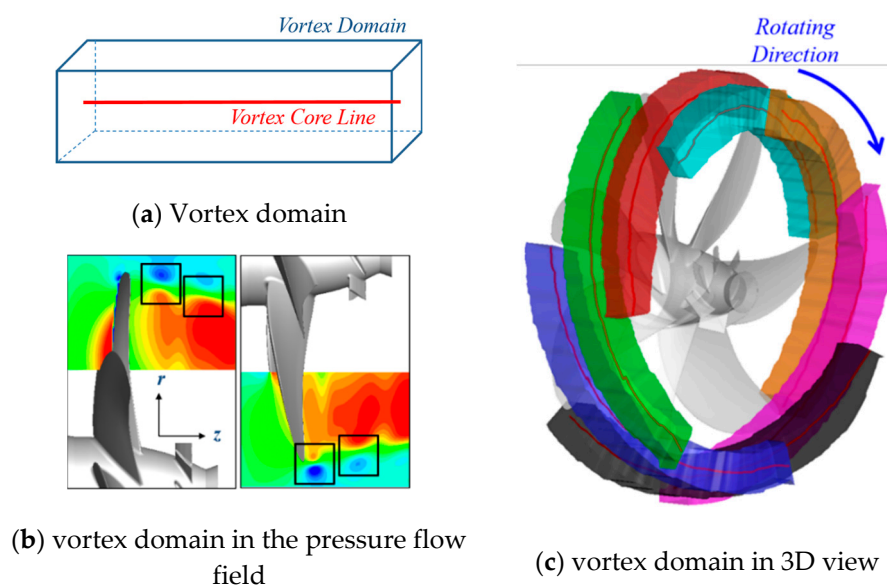 Vortex Domain
Vortex Core Line
(a) Vortex domain
r
z
(b) vortex domain in the pressure flow
field
Rotating
Direction
(c) vortex domain in 3D view